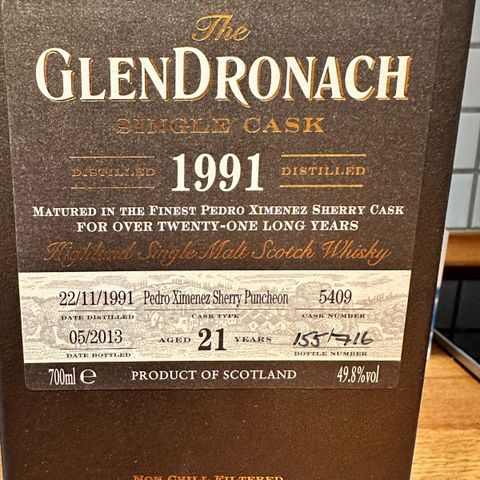 The
GLENDRONACH
SINGLE CASK
DISTILLED 1991 DISTILLED
MATURED IN THE FINEST PEDRO XIMENEZ SHERRY CASK
FOR OVER TWENTY-ONE LONG YEARS
Highland Single Malt Scotch Whisky
22/11/1991 Pedro Ximenez Sherry Puncheon 5409
DATE DISTILLED CASK TYPE CASK NUMBER
05/2013 AGED 21 YEARS 155/716
DATE BOTTLED BOTTLE NUMBER
700ml e PRODUCT OF SCOTLAND 49.8%vol
NON CHILL FILTERED